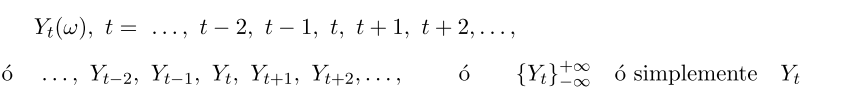 Y_t(ω), t = ..., t − 2, t − 1, t, t + 1, t + 2, ...,
ó ..., Y_{t−2}, Y_{t−1}, Y_t, Y_{t+1}, Y_{t+2}, ..., ó {Y_t}_{−∞}^{+∞} ó simplemente Y_t